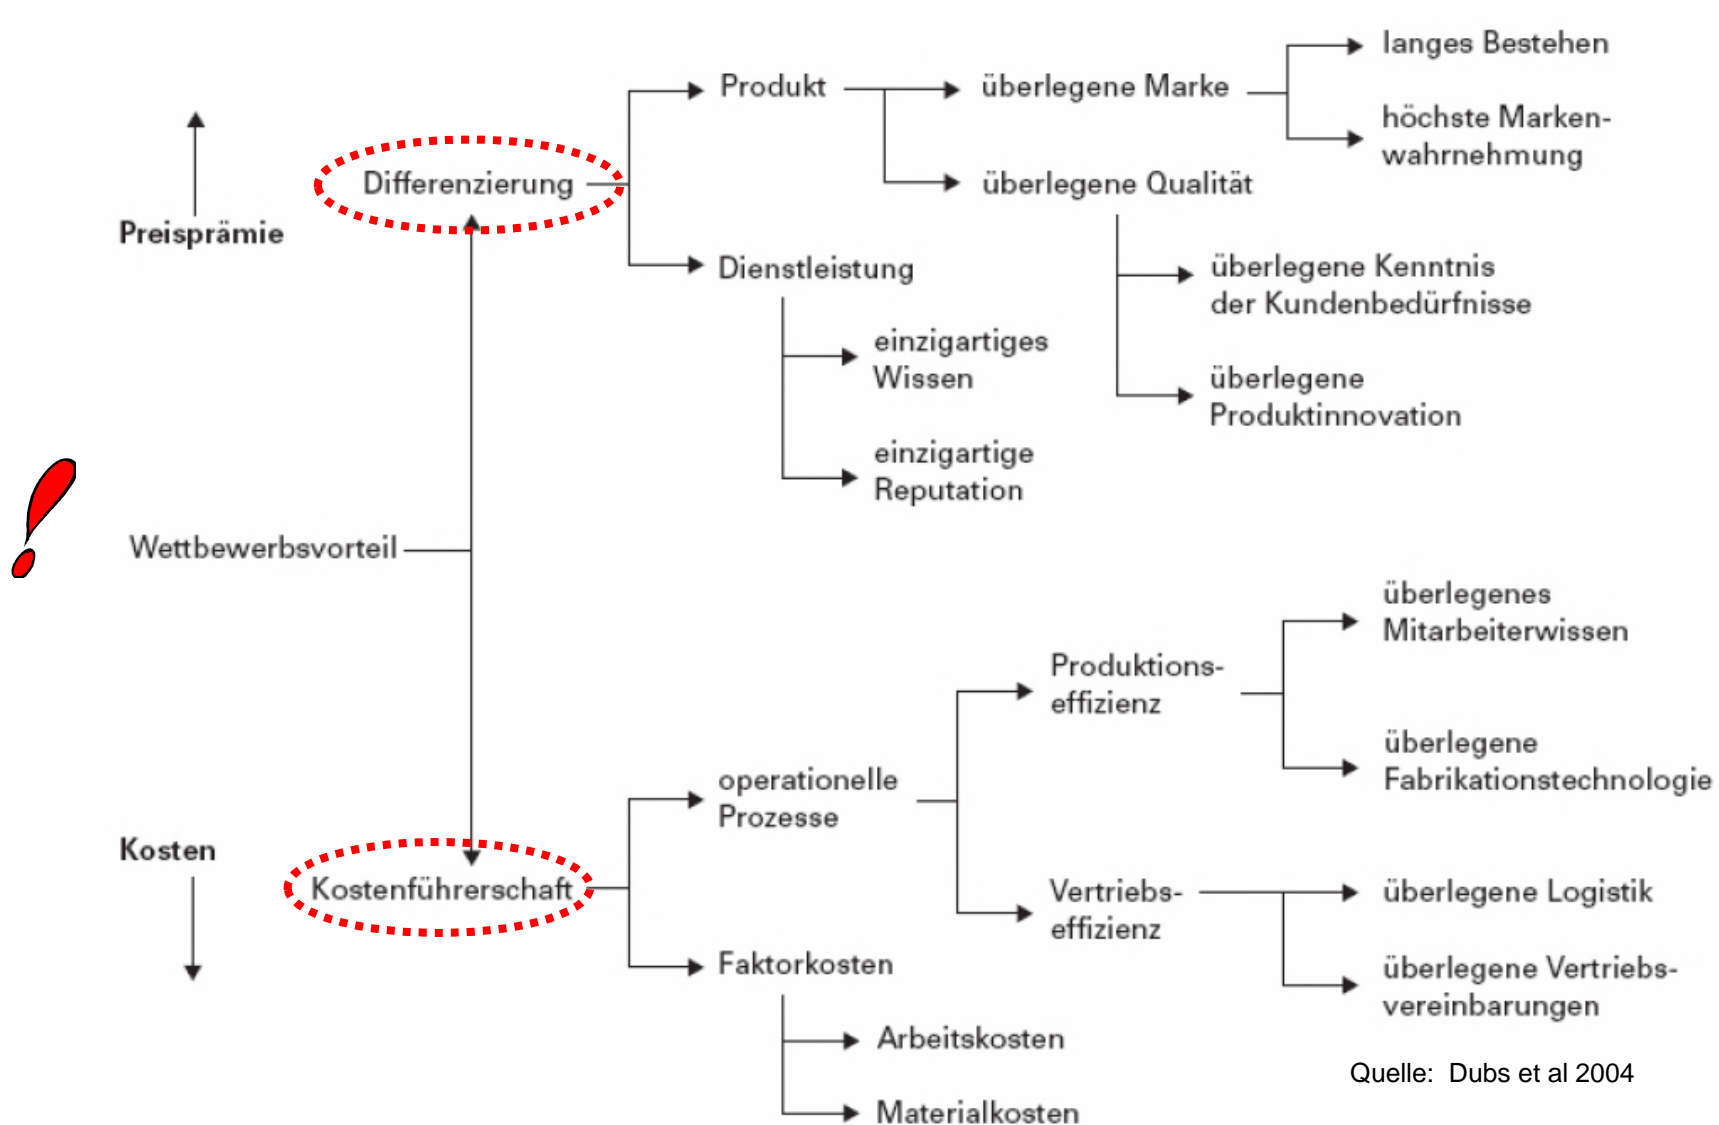 langes Bestehen
Produkt
überlegene Marke
höchste Marken-
wahrnehmung
Differenzierung
überlegene Qualität
Preisprämie
Dienstleistung
überlegene Kenntnis
der Kundenbedürfnisse
einzigartiges
Wissen
überlegene
Produktinnovation
einzigartige
Reputation
Wettbewerbsvorteil
überlegenes
Mitarbeiterwissen
Produktions-
effizienz
überlegene
Fabrikationstechnologie
operationelle
Prozesse
Kosten
Kostenführerschaft
Vertriebs-
effizienz
überlegene Logistik
Faktorkosten
überlegene Vertriebs-
vereinbarungen
Arbeitskosten
Quelle: Dubs et al 2004
Materialkosten